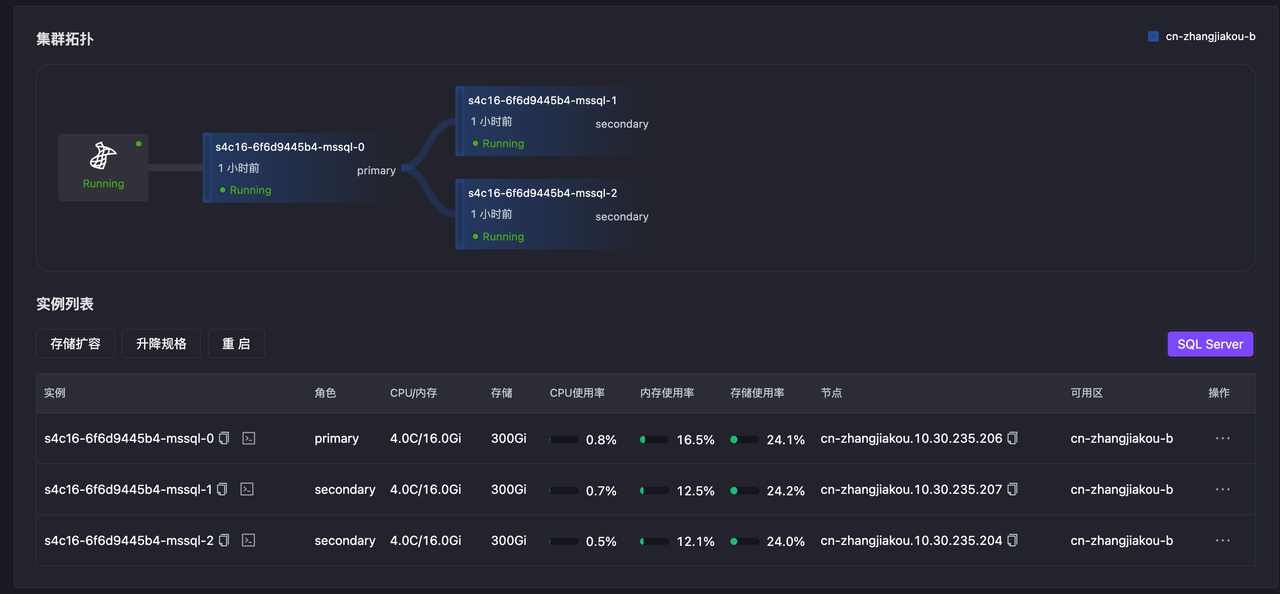 集群拓扑
cn-zhangjiakou-b
Running
s4c16-6f6d9445b4-mssql-0
1 小时前
primary
Running
s4c16-6f6d9445b4-mssql-1
1 小时前
secondary
Running
s4c16-6f6d9445b4-mssql-2
1 小时前
secondary
Running
实例列表
存储扩容 升降规格 重 启 SQL Server
实例 角色 CPU/内存 存储 CPU使用率 内存使用率 存储使用率 节点 可用区 操作
s4c16-6f6d9445b4-mssql-0 primary 4.0C/16.0Gi 300Gi 0.8% 16.5% 24.1% cn-zhangjiakou.10.30.235.206 cn-zhangjiakou-b ···
s4c16-6f6d9445b4-mssql-1 secondary 4.0C/16.0Gi 300Gi 0.7% 12.5% 24.2% cn-zhangjiakou.10.30.235.207 cn-zhangjiakou-b ···
s4c16-6f6d9445b4-mssql-2 secondary 4.0C/16.0Gi 300Gi 0.5% 12.1% 24.0% cn-zhangjiakou.10.30.235.204 cn-zhangjiakou-b ···